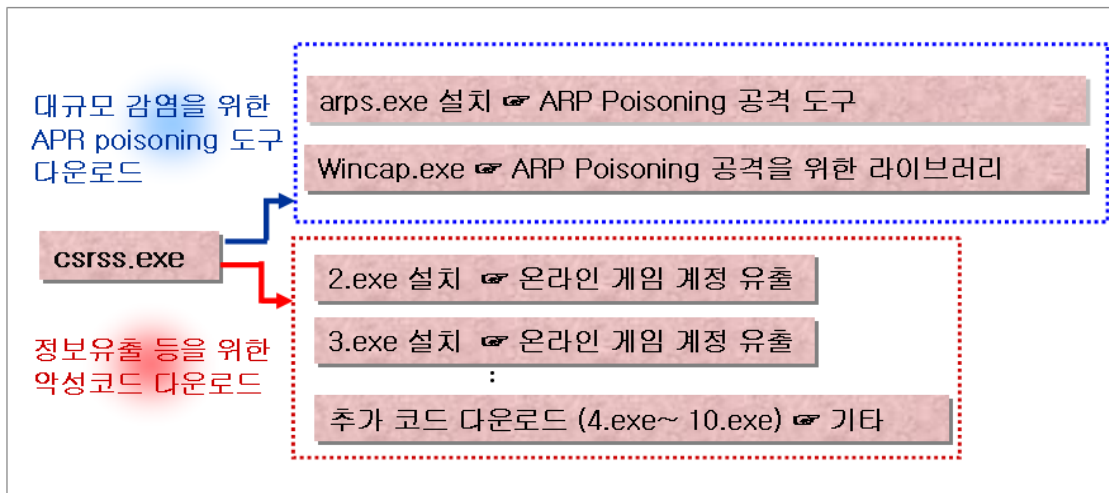 대규모 감염을 위한
APR poisoning 도구
다운로드
arps.exe 설치 ☞ ARP Poisoning 공격 도구
Wincap.exe ☞ ARP Poisoning 공격을 위한 라이브러리
csrss.exe
정보유출 등을 위한
악성코드 다운로드
2.exe 설치 ☞ 온라인 게임 계정 유출
3.exe 설치 ☞ 온라인 게임 계정 유출
:
추가 코드 다운로드 (4.exe~ 10.exe) ☞ 기타